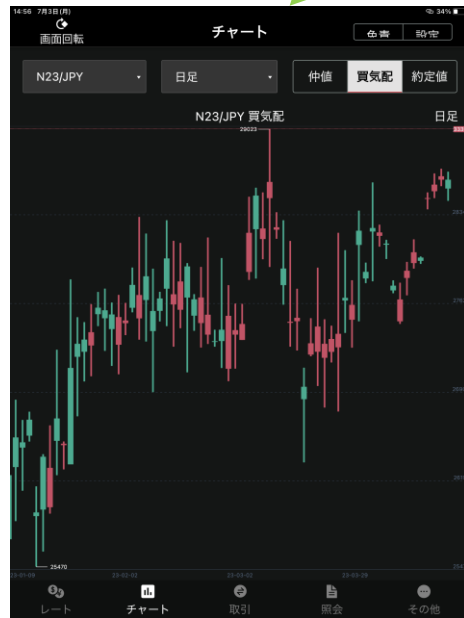 14:56 7月3日(月)
34%
画面回転
チャート
設定
N23/JPY
日足
仲値
買気配
約定値
N23/JPY 買気配
日足
29023
25470
23-01-09
23-02-02
23-03-02
23-03-29
レート
チャート
取引
照会
その他